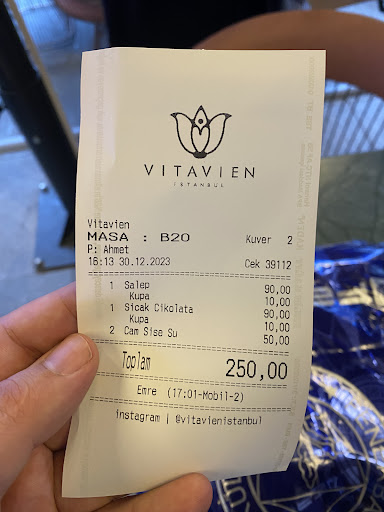 VITAVIEN
ISTANBUL
Vitavien
MASA : B20 Kuver 2
P: Ahmet
16:13 30.12.2023 Cek 39112
1 Salep 90,00
Kupa 10,00
1 Sicak Cikolata 90,00
Kupa 10,00
2 Cam Sise Su 50,00
Toplam 250,00
Emre (17:01-Mobil-2)
instagram | @vitavienistanbul